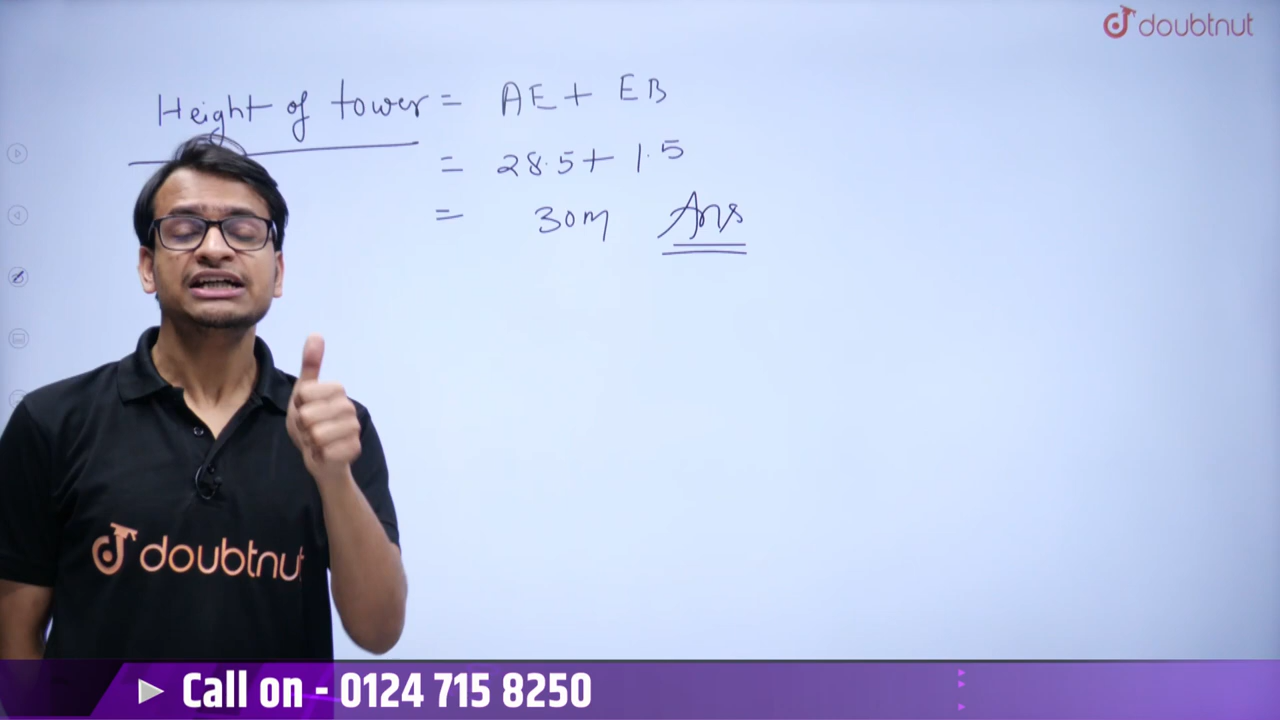 doubtnut
Height of tower = AE + EB
= 28.5 + 1.5
= 30m Ans
doubtnut
Call on - 0124 715 8250